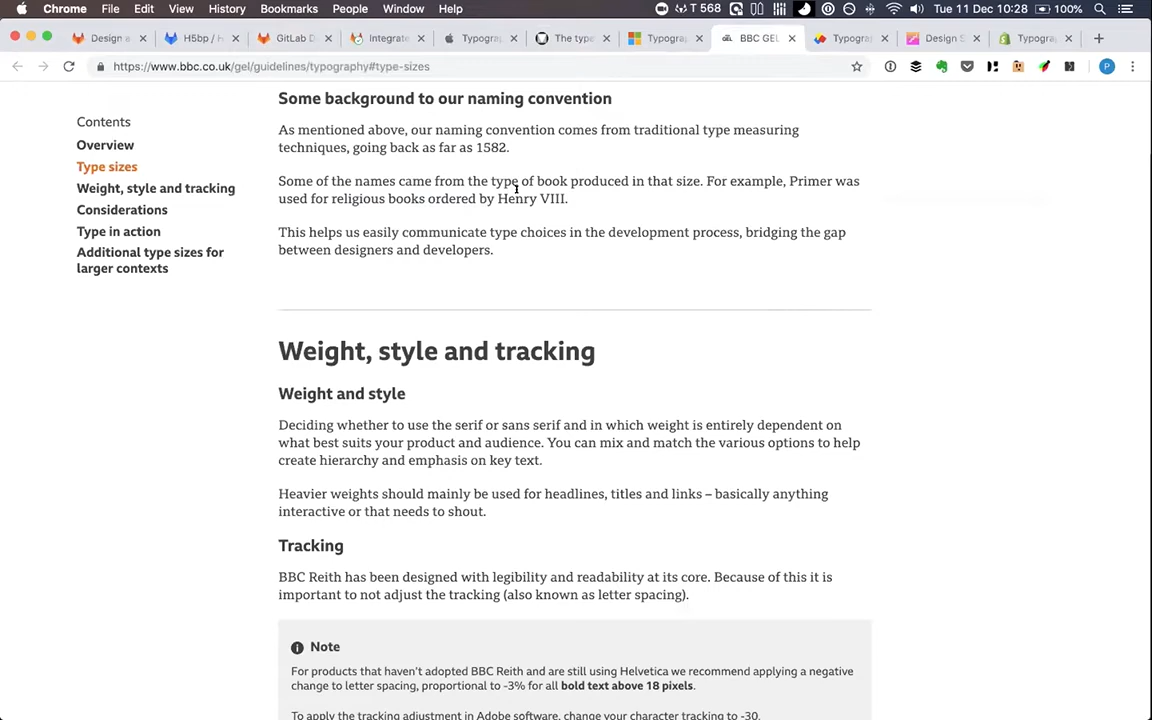 Chrome File Edit View History Bookmarks People Window Help
T 568
Tue 11 Dec 10:28
100%
Design
H5bp / H
GitLab D
Integrate
Typogra
The type
Typogra
BBC GEL
Typogra
Design S
Typogra
https://www.bbc.co.uk/gel/guidelines/typography#type-sizes
P
Contents
Overview
Type sizes
Weight, style and tracking
Considerations
Type in action
Additional type sizes for
larger contexts
Some background to our naming convention
As mentioned above, our naming convention comes from traditional type measuring
techniques, going back as far as 1582.
Some of the names came from the type of book produced in that size. For example, Primer was
used for religious books ordered by Henry VIII.
This helps us easily communicate type choices in the development process, bridging the gap
between designers and developers.
Weight, style and tracking
Weight and style
Deciding whether to use the serif or sans serif and in which weight is entirely dependent on
what best suits your product and audience. You can mix and match the various options to help
create hierarchy and emphasis on key text.
Heavier weights should mainly be used for headlines, titles and links – basically anything
interactive or that needs to shout.
Tracking
BBC Reith has been designed with legibility and readability at its core. Because of this it is
important to not adjust the tracking (also known as letter spacing).
Note
For products that haven't adopted BBC Reith and are still using Helvetica we recommend applying a negative
change to letter spacing, proportional to -3% for all bold text above 18 pixels.
To apply the tracking adjustment in Adobe software, change your character tracking to -30.